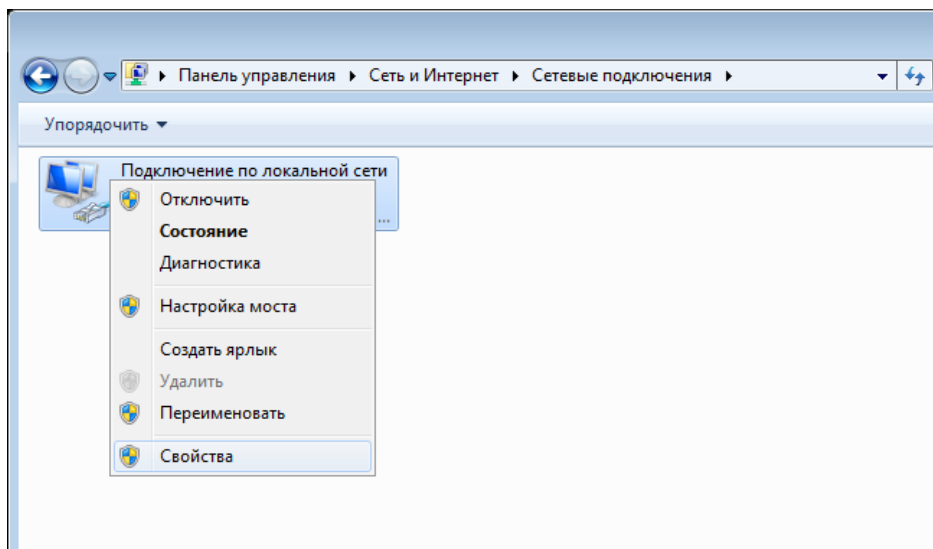 Панель управления Сеть и Интернет Сетевые подключения
Упорядочить
Подключение по локальной сети
...
Отключить
Состояние
Диагностика
Настройка моста
Создать ярлык
Удалить
Переименовать
Свойства